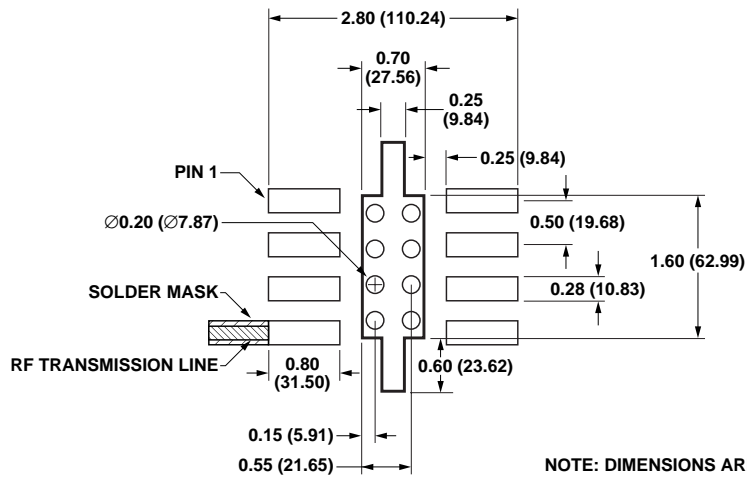 2.80 (110.24)
0.70
(27.56)
0.25
(9.84)
0.25 (9.84)
PIN 1
0.50 (19.68)
Ø0.20 (Ø7.87)
1.60 (62.99)
SOLDER MASK
0.28 (10.83)
RF TRANSMISSION LINE
0.80
(31.50)
0.60 (23.62)
0.15 (5.91)
0.55 (21.65)
NOTE: DIMENSIONS AR